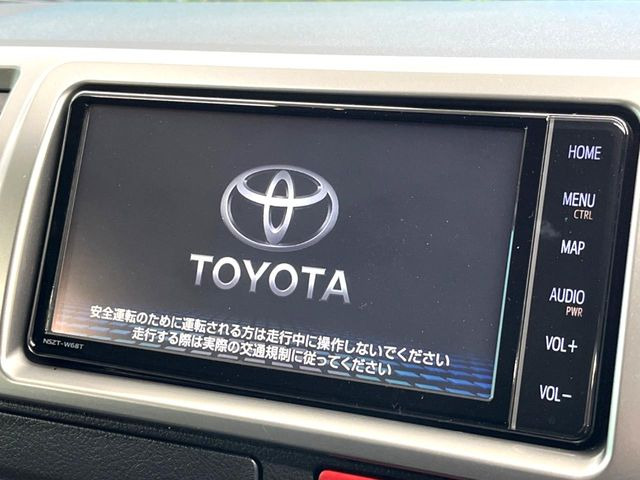 TOYOTA
安全運転のために運転される方は走行中に操作しないでください
走行する際は実際の交通規制に従ってください
NSZT-W68T
HOME
MENU
CTRL
MAP
AUDIO
PWR
VOL+
VOL-